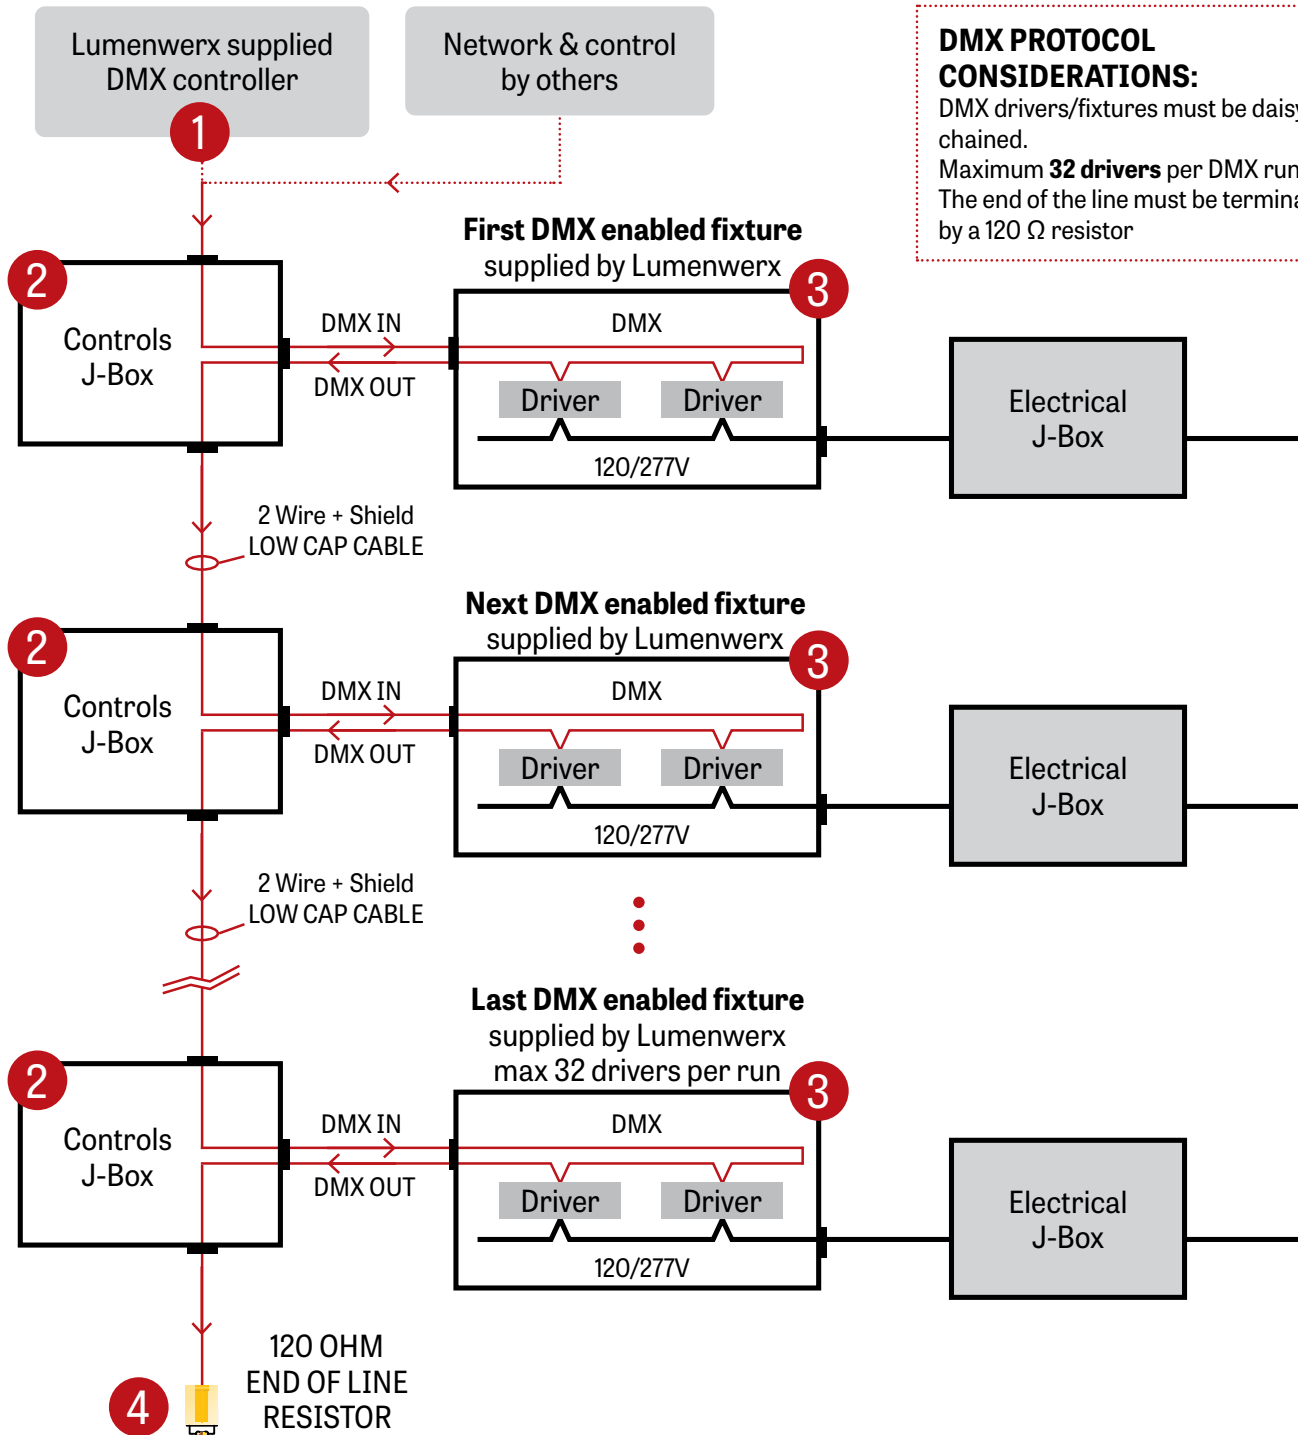 Lumenwerx supplied
DMX controller
1
Network & control
by others
DMX PROTOCOL
CONSIDERATIONS:
DMX drivers/fixtures must be daisy
chained.
Maximum 32 drivers per DMX run
The end of the line must be termina
by a 120 Ω resistor
2
Controls
J-Box
DMX IN
DMX OUT
First DMX enabled fixture
supplied by Lumenwerx
3
DMX
Driver
Driver
120/277V
Electrical
J-Box
2 Wire + Shield
LOW CAP CABLE
2
Controls
J-Box
DMX IN
DMX OUT
Next DMX enabled fixture
supplied by Lumenwerx
3
DMX
Driver
Driver
120/277V
Electrical
J-Box
2 Wire + Shield
LOW CAP CABLE
2
Controls
J-Box
DMX IN
DMX OUT
Last DMX enabled fixture
supplied by Lumenwerx
max 32 drivers per run
3
DMX
Driver
Driver
120/277V
Electrical
J-Box
4
120 OHM
END OF LINE
RESISTOR